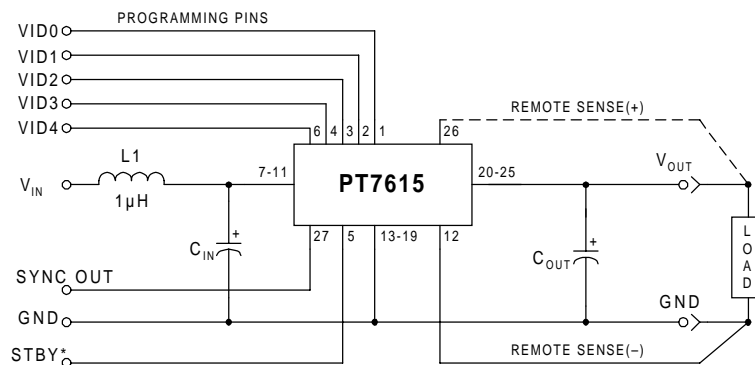 PROGRAMMING PINS
VID0
VID1
VID2
VID3
VID4
6 4 3 2 1
26
REMOTE SENSE(+)
L1
V_IN
1µH
7-11
PT7615
20-25
V_OUT
27 5 13-19 12
C_IN
+
C_OUT
+
LOAD
SYNC OUT
GND
GND
STBY*
REMOTE SENSE(–)